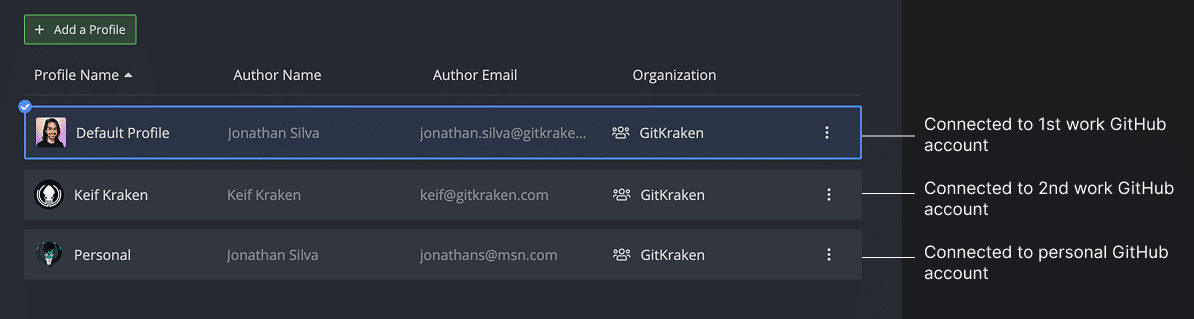 + Add a Profile
Profile Name Author Name Author Email Organization
Default Profile Jonathan Silva jonathan.silva@gitkrake... GitKraken
Connected to 1st work GitHub
account
Keif Kraken Keif Kraken keif@gitkraken.com GitKraken
Connected to 2nd work GitHub
account
Personal Jonathan Silva jonathans@msn.com GitKraken
Connected to personal GitHub
account